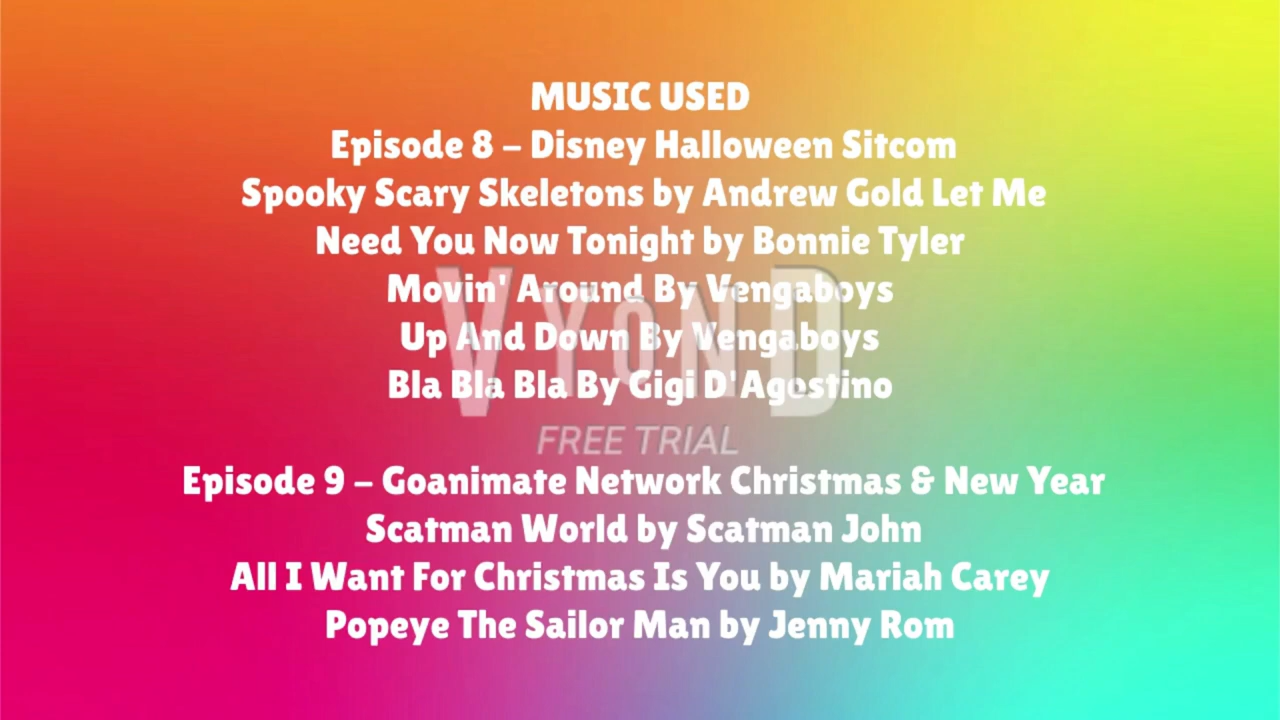 MUSIC USED
Episode 8 – Disney Halloween Sitcom
Spooky Scary Skeletons by Andrew Gold Let Me
Need You Now Tonight by Bonnie Tyler
Movin' Around By Vengaboys
Up And Down By Vengaboys
Bla Bla Bla By Gigi D'Agostino
VYOND
FREE TRIAL
Episode 9 – Goanimate Network Christmas & New Year
Scatman World by Scatman John
All I Want For Christmas Is You by Mariah Carey
Popeye The Sailor Man by Jenny Rom